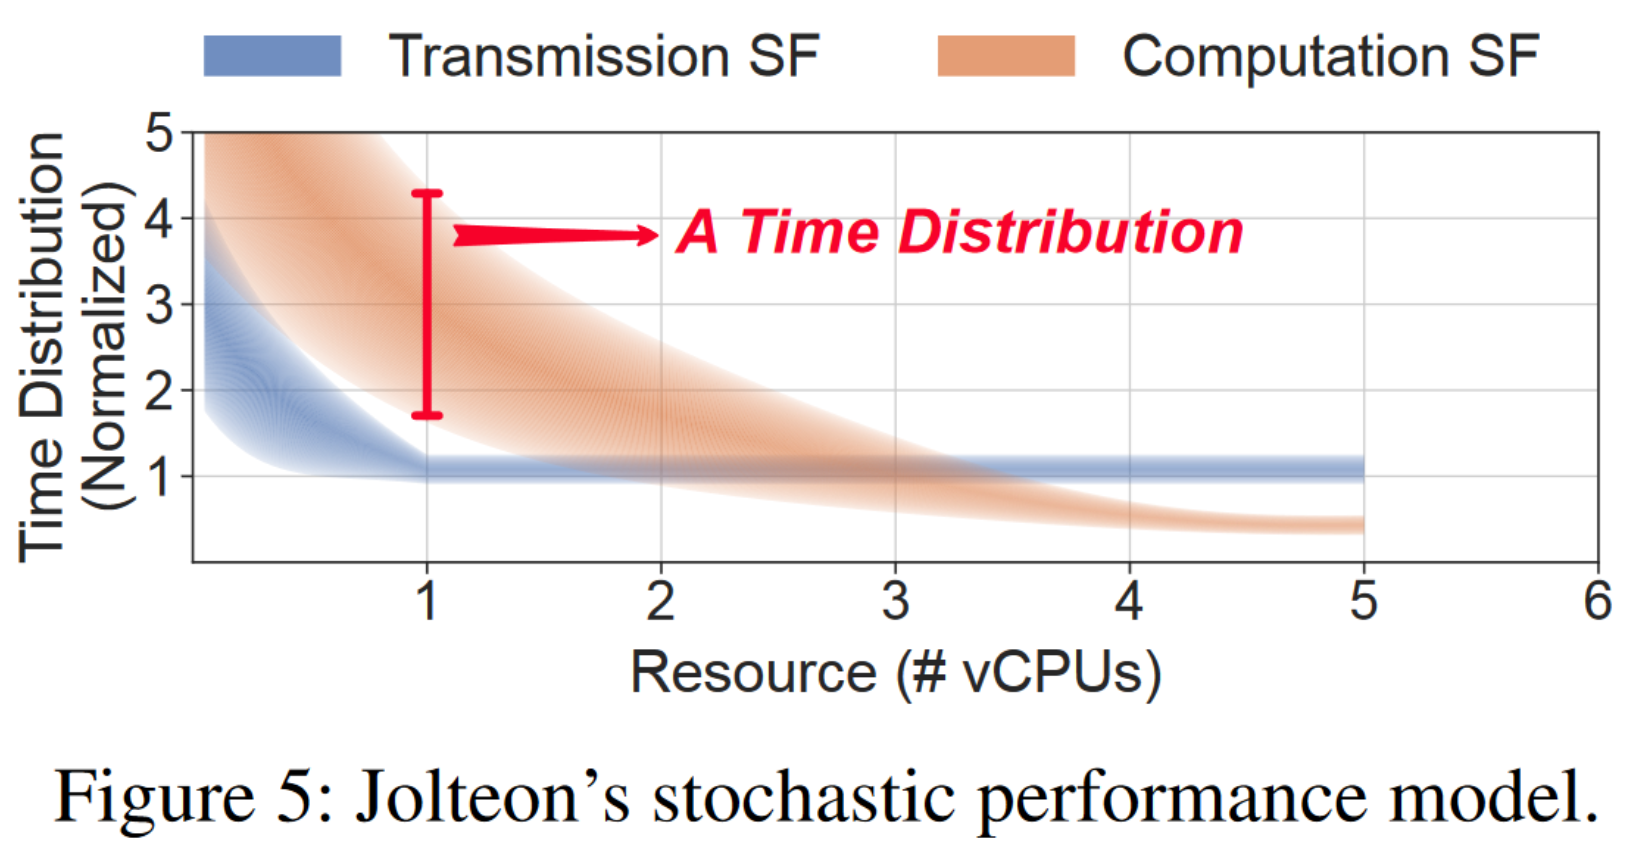 Transmission SF
Computation SF
Time Distribution
(Normalized)
5
4
3
2
1
A Time Distribution
1
2
3
4
5
6
Resource (# vCPUs)
Figure 5: Jolteon’s stochastic performance model.